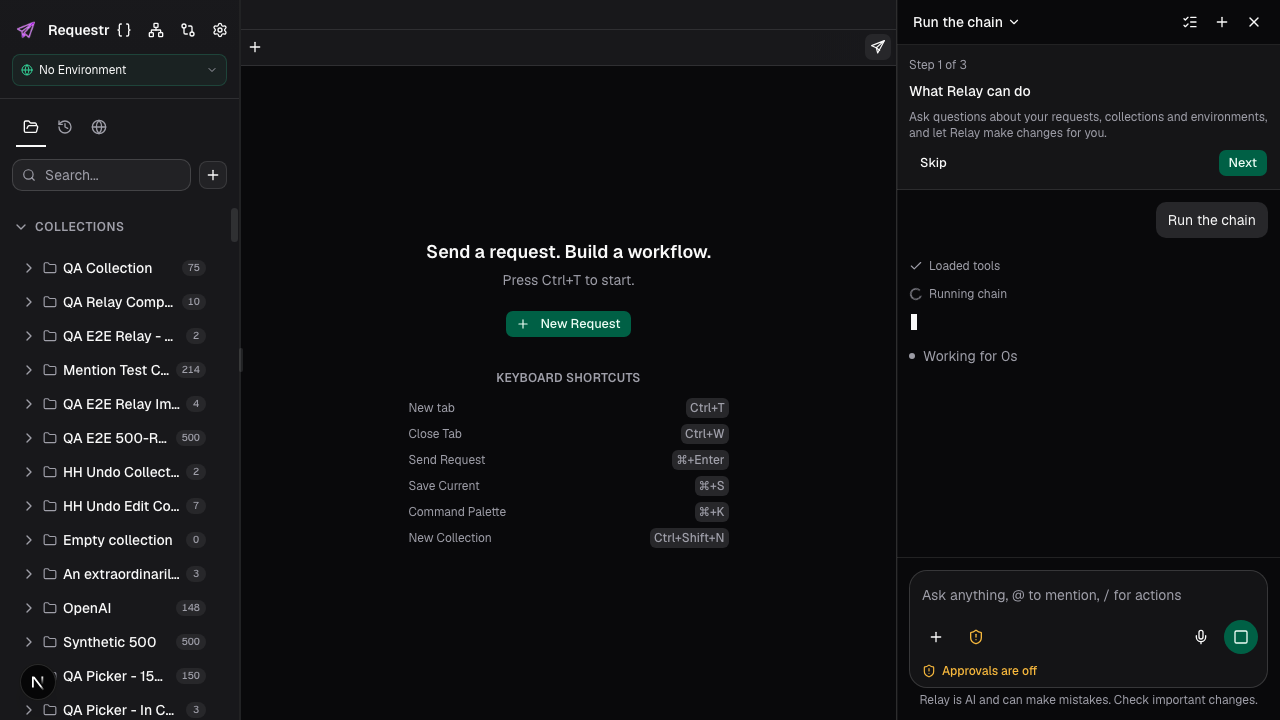 Requestr
No Environment
Search...
COLLECTIONS
QA Collection 75
QA Relay Comp... 10
QA E2E Relay - ... 2
Mention Test C... 214
QA E2E Relay Im... 4
QA E2E 500-R... 500
HH Undo Collect... 2
HH Undo Edit Co... 7
Empty collection 0
An extraordinaril... 3
OpenAI 148
Synthetic 500 500
QA Picker - 15... 150
QA Picker - In C... 3
N
Send a request. Build a workflow.
Press Ctrl+T to start.
New Request
KEYBOARD SHORTCUTS
New tab Ctrl+T
Close Tab Ctrl+W
Send Request ⌘+Enter
Save Current ⌘+S
Command Palette ⌘+K
New Collection Ctrl+Shift+N
Run the chain
Step 1 of 3
What Relay can do
Ask questions about your requests, collections and environments,
and let Relay make changes for you.
Skip Next
Run the chain
Loaded tools
Running chain
Working for 0s
Ask anything, @ to mention, / for actions
Approvals are off
Relay is AI and can make mistakes. Check important changes.